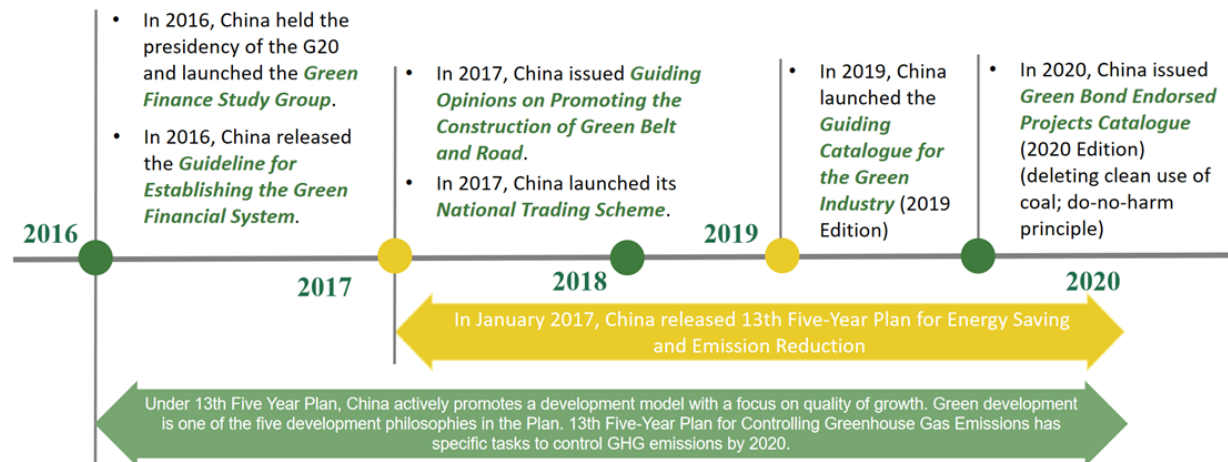 • In 2016, China held the
presidency of the G20
and launched the Green
Finance Study Group.
• In 2016, China released
the Guideline for
Establishing the Green
Financial System.
• In 2017, China issued Guiding
Opinions on Promoting the
Construction of Green Belt
and Road.
• In 2017, China launched its
National Trading Scheme.
• In 2019, China
launched the
Guiding
Catalogue for
the Green
Industry (2019
Edition)
• In 2020, China issued
Green Bond Endorsed
Projects Catalogue
(2020 Edition)
(deleting clean use of
coal; do-no-harm
principle)
2016
2017
2018
2019
2020
In January 2017, China released 13th Five-Year Plan for Energy Saving
and Emission Reduction
Under 13th Five Year Plan, China actively promotes a development model with a focus on quality of growth. Green development
is one of the five development philosophies in the Plan. 13th Five-Year Plan for Controlling Greenhouse Gas Emissions has
specific tasks to control GHG emissions by 2020.